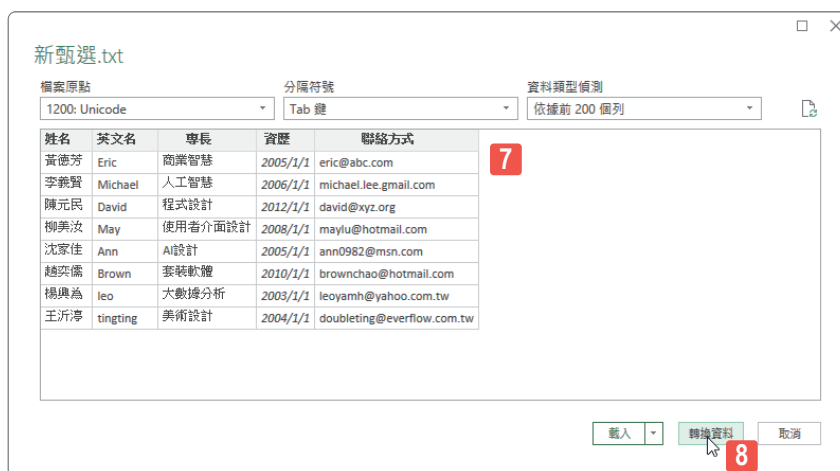 新甄選.txt
檔案原點 分隔符號 資料類型偵測
1200: Unicode Tab 鍵 依據前 200 個列
姓名 英文名 專長 資歷 聯絡方式
黃德芳 Eric 商業智慧 2005/1/1 eric@abc.com
李義賢 Michael 人工智慧 2006/1/1 michael.lee.gmail.com
陳元民 David 程式設計 2012/1/1 david@xyz.org
柳美汝 May 使用者介面設計 2008/1/1 maylu@hotmail.com
沈家佳 Ann AI設計 2005/1/1 ann0982@msn.com
趙奕儒 Brown 套裝軟體 2010/1/1 brownchao@hotmail.com
楊興為 leo 大數據分析 2003/1/1 leoyamh@yahoo.com.tw
王沂渟 tingting 美術設計 2004/1/1 doubleting@everflow.com.tw
7
載入 轉換資料 取消
8